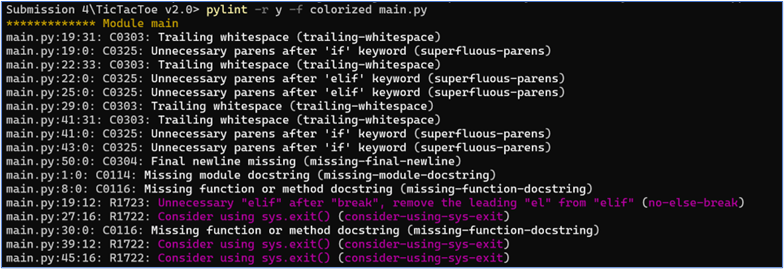 Submission 4\TicTacToe v2.0> pylint -r y -f colorized main.py
************* Module main
main.py:19:31: C0303: Trailing whitespace (trailing-whitespace)
main.py:19:0: C0325: Unnecessary parens after 'if' keyword (superfluous-parens)
main.py:22:33: C0303: Trailing whitespace (trailing-whitespace)
main.py:22:0: C0325: Unnecessary parens after 'elif' keyword (superfluous-parens)
main.py:25:0: C0325: Unnecessary parens after 'elif' keyword (superfluous-parens)
main.py:29:0: C0303: Trailing whitespace (trailing-whitespace)
main.py:41:31: C0303: Trailing whitespace (trailing-whitespace)
main.py:41:0: C0325: Unnecessary parens after 'if' keyword (superfluous-parens)
main.py:43:0: C0325: Unnecessary parens after 'if' keyword (superfluous-parens)
main.py:50:0: C0304: Final newline missing (missing-final-newline)
main.py:1:0: C0114: Missing module docstring (missing-module-docstring)
main.py:8:0: C0116: Missing function or method docstring (missing-function-docstring)
main.py:19:12: R1723: Unnecessary "elif" after "break", remove the leading "el" from "elif" (no-else-break)
main.py:27:16: R1722: Consider using sys.exit() (consider-using-sys-exit)
main.py:30:0: C0116: Missing function or method docstring (missing-function-docstring)
main.py:39:12: R1722: Consider using sys.exit() (consider-using-sys-exit)
main.py:45:16: R1722: Consider using sys.exit() (consider-using-sys-exit)